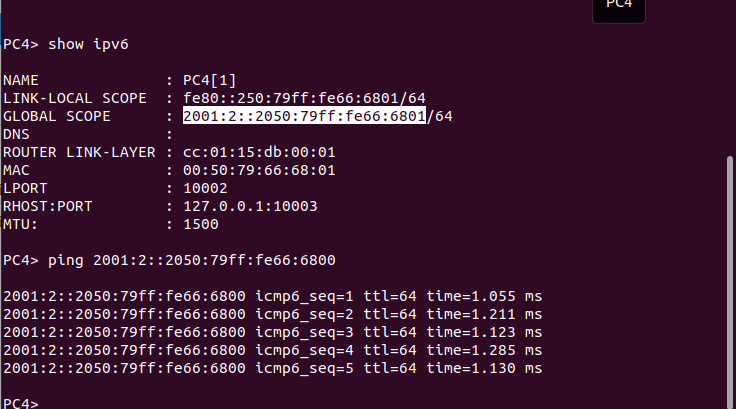 PC4
PC4> show ipv6
NAME : PC4[1]
LINK-LOCAL SCOPE : fe80::250:79ff:fe66:6801/64
GLOBAL SCOPE : 2001:2::2050:79ff:fe66:6801/64
DNS :
ROUTER LINK-LAYER : cc:01:15:db:00:01
MAC : 00:50:79:66:68:01
LPORT : 10002
RHOST:PORT : 127.0.0.1:10003
MTU: : 1500
PC4> ping 2001:2::2050:79ff:fe66:6800
2001:2::2050:79ff:fe66:6800 icmp6_seq=1 ttl=64 time=1.055 ms
2001:2::2050:79ff:fe66:6800 icmp6_seq=2 ttl=64 time=1.211 ms
2001:2::2050:79ff:fe66:6800 icmp6_seq=3 ttl=64 time=1.123 ms
2001:2::2050:79ff:fe66:6800 icmp6_seq=4 ttl=64 time=1.285 ms
2001:2::2050:79ff:fe66:6800 icmp6_seq=5 ttl=64 time=1.130 ms
PC4>